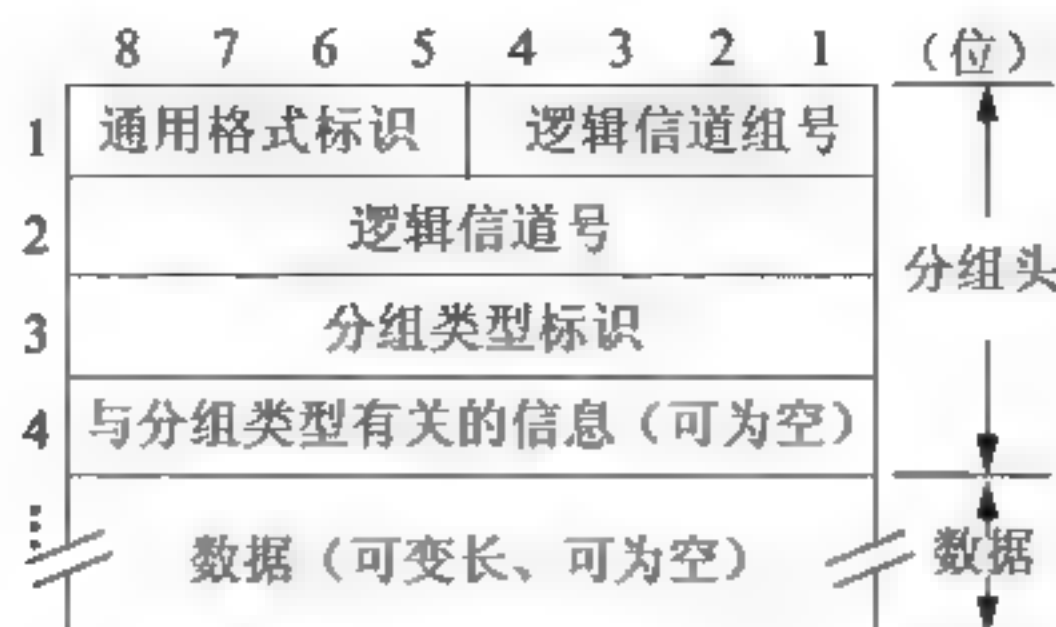 8 7 6 5 4 3 2 1 (位)
1 通用格式标识 逻辑信道组号
2 逻辑信道号
分组头
3 分组类型标识
4 与分组类型有关的信息(可为空)
⋮ 数据(可变长、可为空) 数据